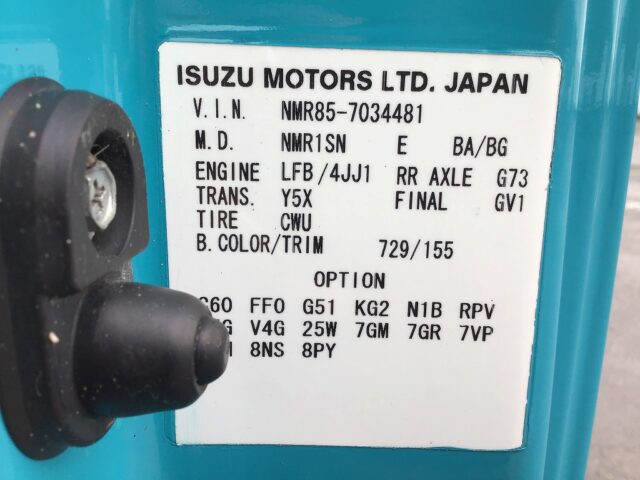 ISUZU MOTORS LTD. JAPAN
V.I.N. NMR85-7034481
M.D. NMR1SN E BA/BG
ENGINE LFB/4JJ1 RR AXLE G73
TRANS. Y5X FINAL GV1
TIRE CWU
B.COLOR/TRIM 729/155
OPTION
FFO G51 KG2 N1B RPV
V4G 25W 7GM 7GR 7VP
8NS 8PY